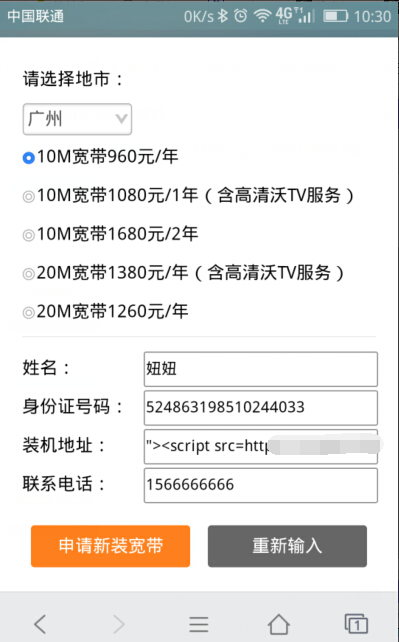 中国联通 0K/s 4G LTE 10:30
请选择地市：
广州
10M宽带960元/年
10M宽带1080元/1年（含高清沃TV服务）
10M宽带1680元/2年
20M宽带1380元/年（含高清沃TV服务）
20M宽带1260元/年
姓名： 妞妞
身份证号码： 524863198510244033
装机地址： "><script src=http
联系电话： 1566666666
申请新装宽带 重新输入
1